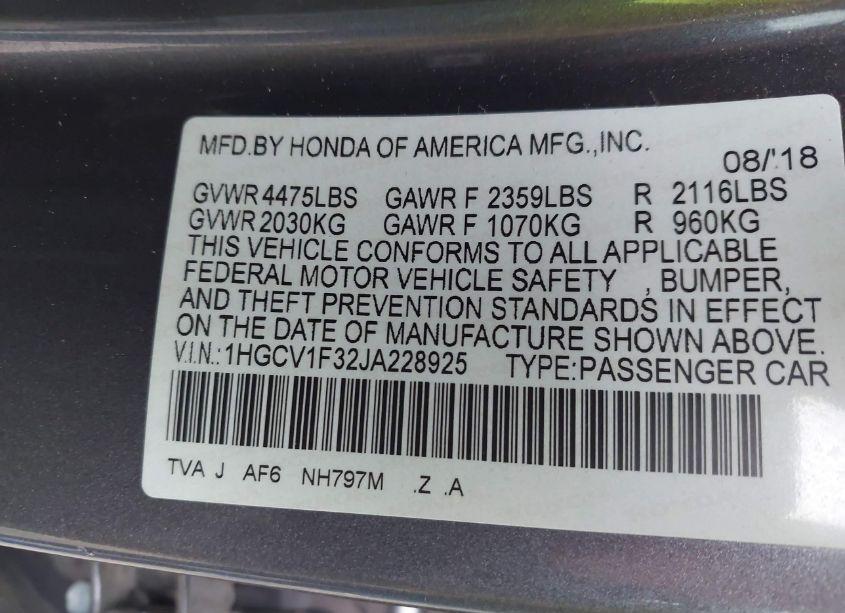 MFD.BY HONDA OF AMERICA MFG.,INC.
08/'.18
GVWR 4475LBS GAWR F 2359LBS R 2116LBS
GVWR 2030KG GAWR F 1070KG R 960KG
THIS VEHICLE CONFORMS TO ALL APPLICABLE
FEDERAL MOTOR VEHICLE SAFETY , BUMPER,
AND THEFT PREVENTION STANDARDS IN EFFECT
ON THE DATE OF MANUFACTURE SHOWN ABOVE.
V.I.N.:1HGCV1F32JA228925 TYPE:PASSENGER CAR
TVA J AF6 NH797M .Z .A